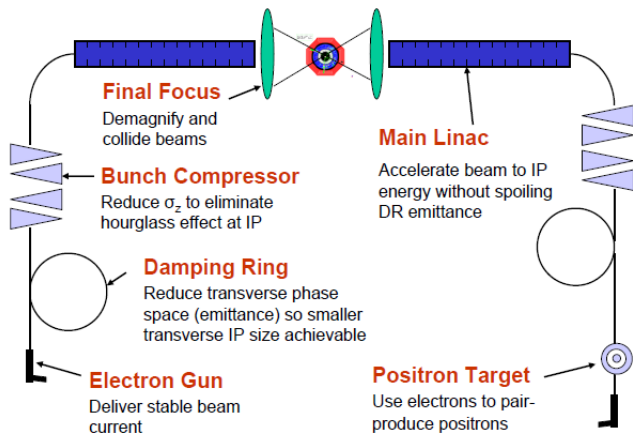 Final Focus
Demagnify and
collide beams
Main Linac
Accelerate beam to IP
energy without spoiling
DR emittance
Bunch Compressor
Reduce σz to eliminate
hourglass effect at IP
Damping Ring
Reduce transverse phase
space (emittance) so smaller
transverse IP size achievable
Electron Gun
Deliver stable beam
current
Positron Target
Use electrons to pair-
produce positrons